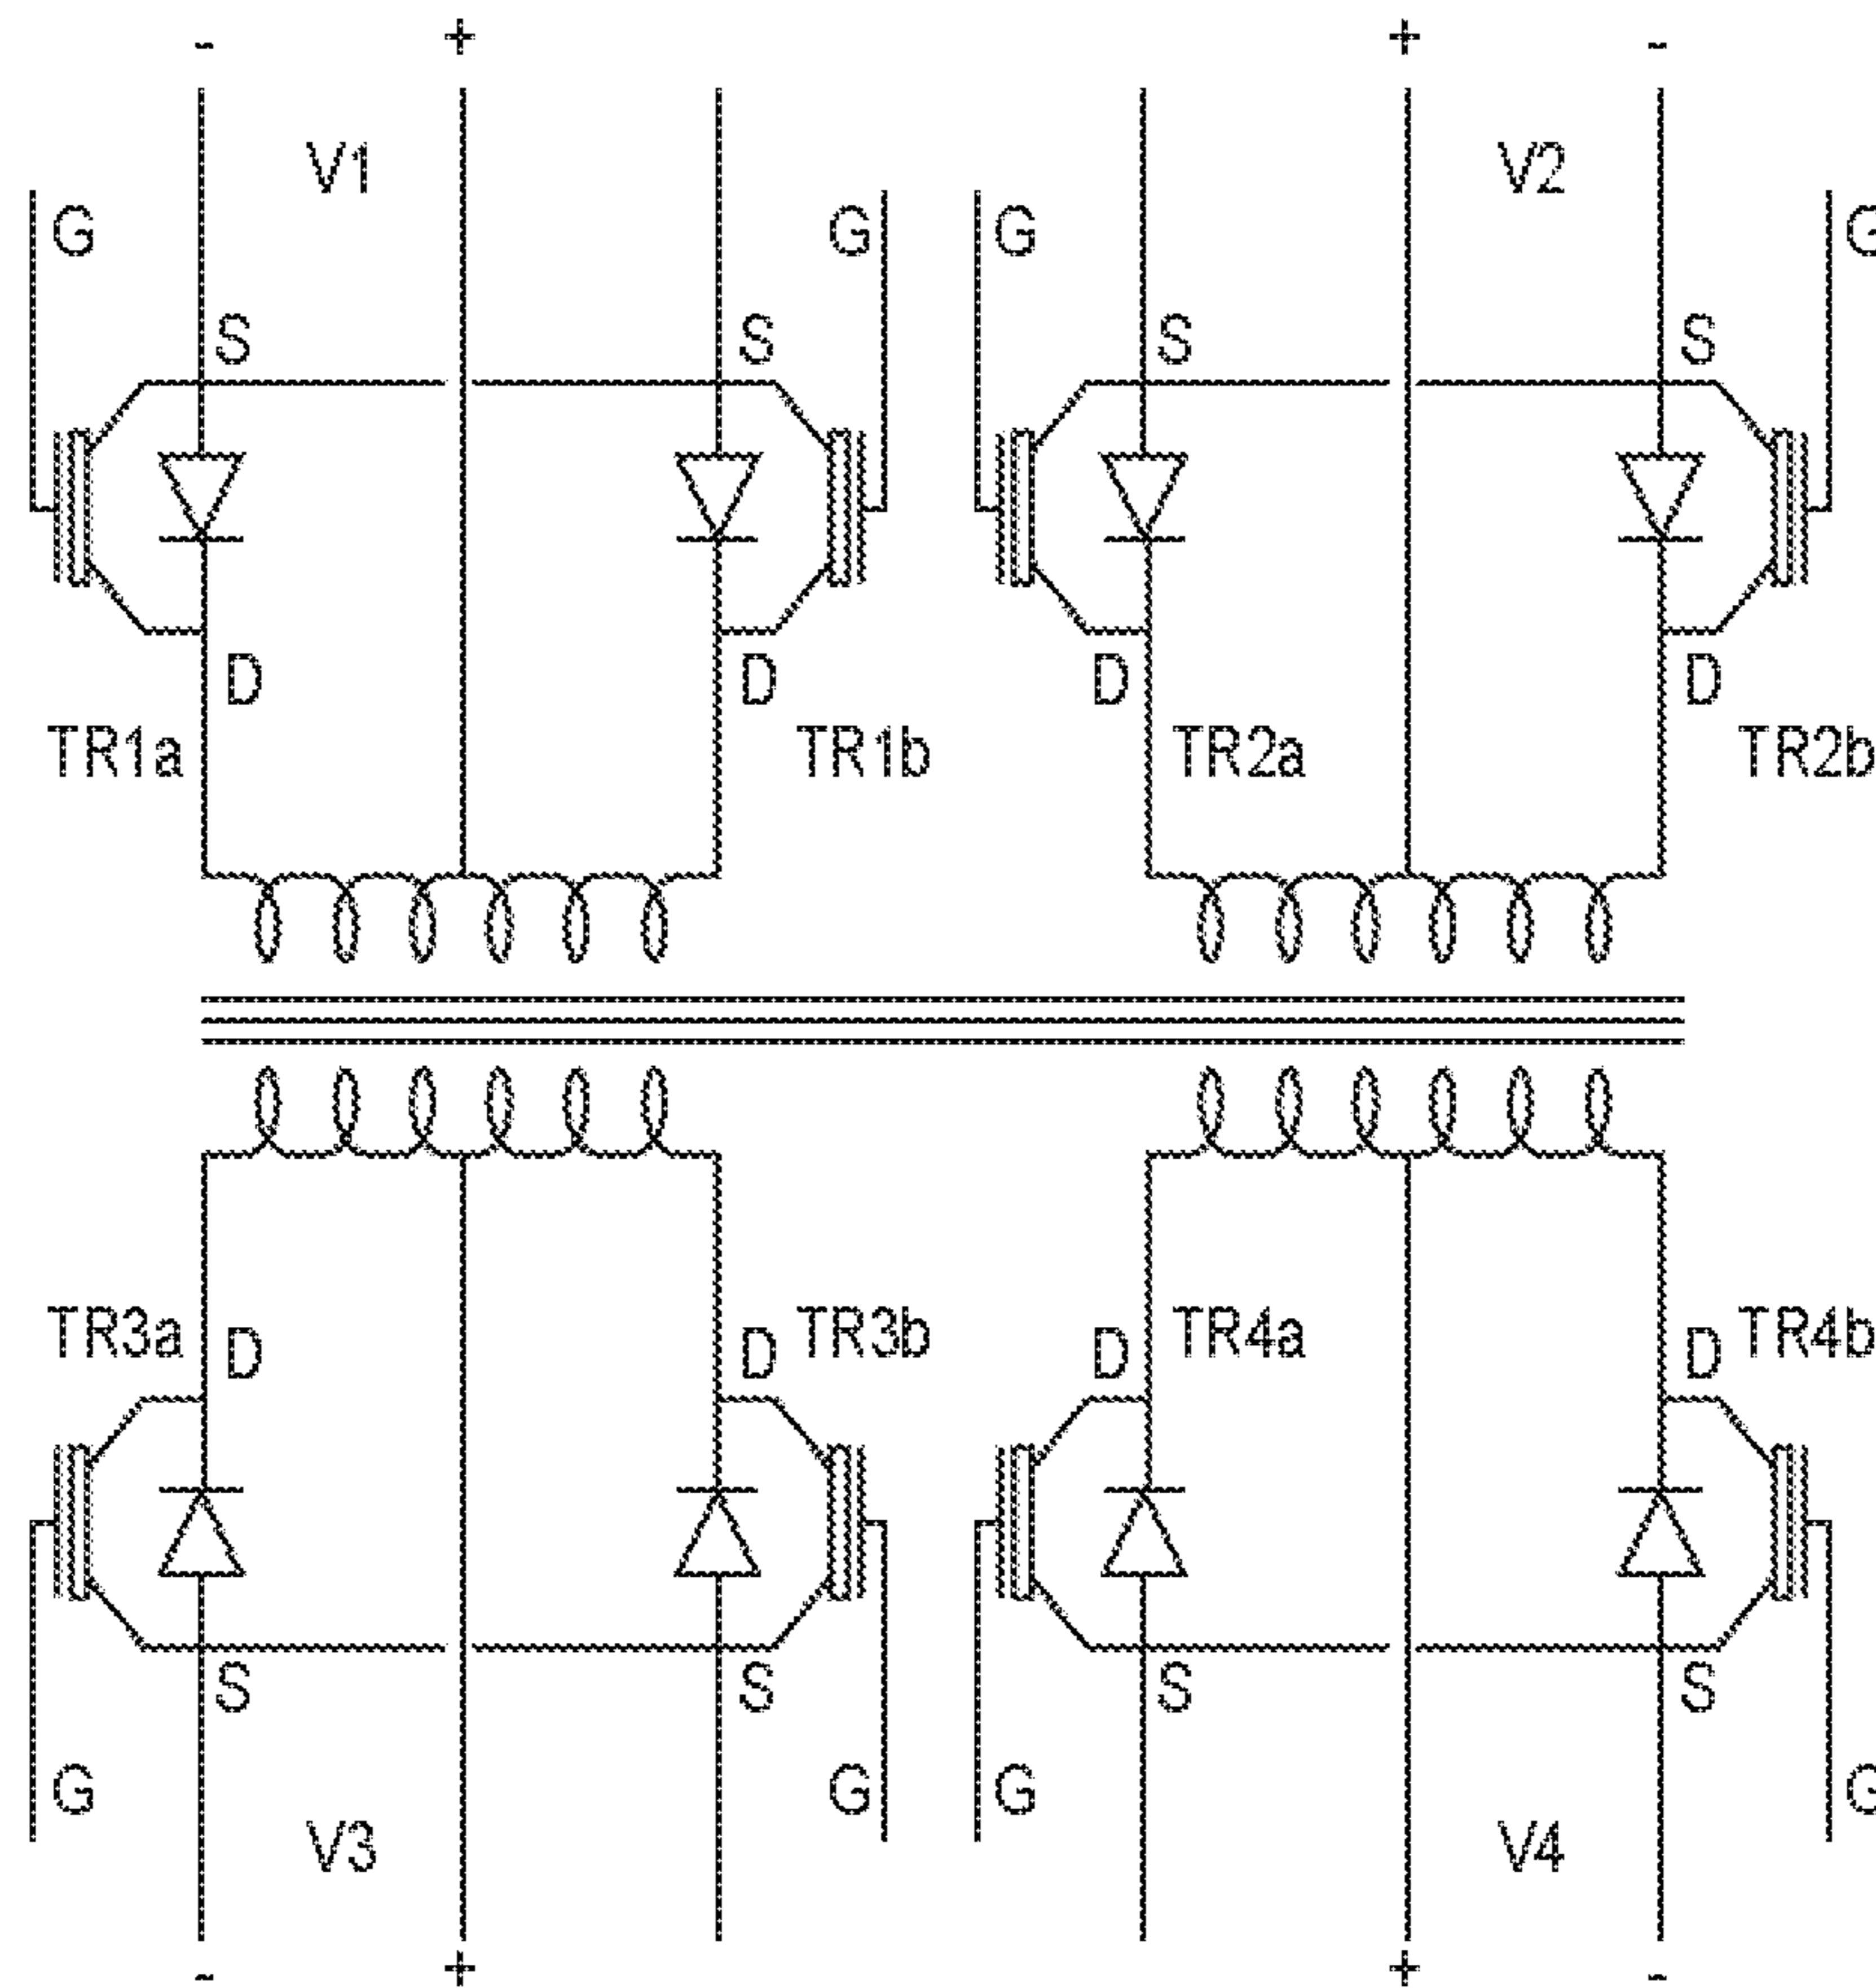 - + + -
V1 V2
G G G G
S S S S
D D D D
TR1a TR1b TR2a TR2b
TR3a D D TR3b D TR4a D TR4b
S S S S
G G G G
V3 V4
- + + -